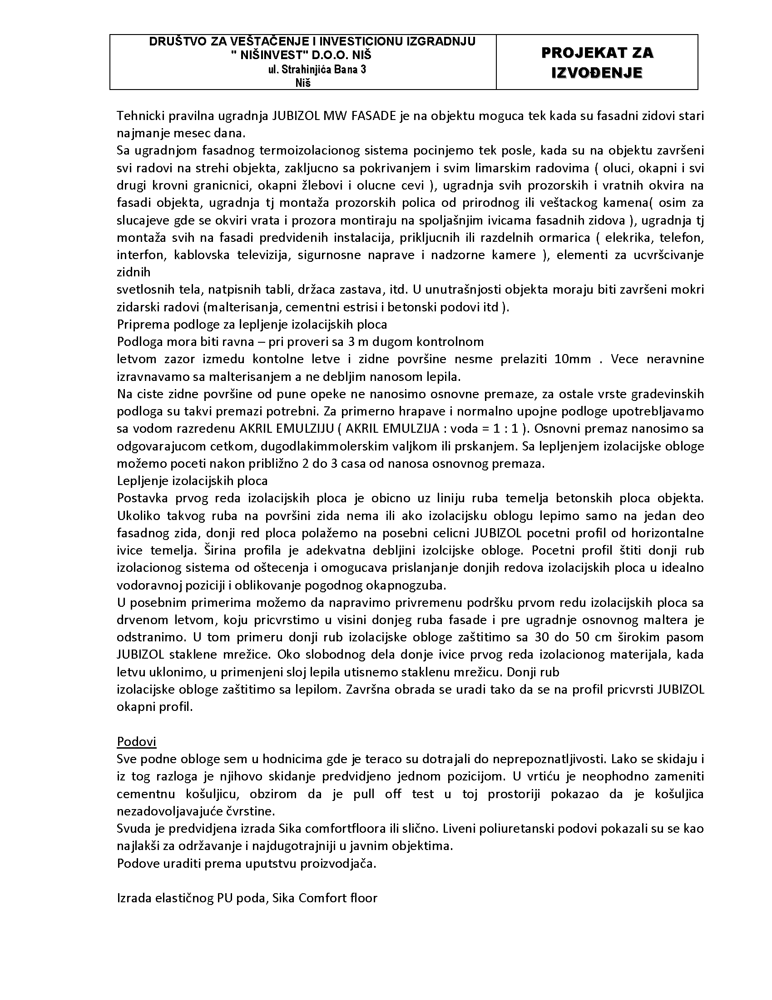 DRUŠTVO ZA VEŠTAČENJE I INVESTICIONU IZGRADNJU
" NIŠINVEST" D.O.O. NIŠ
ul. Strahinjića Bana 3
Niš
PROJEKAT ZA
IZVOĐENJE
Tehnicki pravilna ugradnja JUBIZOL MW FASADE je na objektu moguca tek kada su fasadni zidovi stari
najmanje mesec dana.
Sa ugradnjom fasadnog termoizolacionog sistema pocinjemo tek posle, kada su na objektu završeni
svi radovi na strehi objekta, zakljucno sa pokrivanjem i svim limarskim radovima ( oluci, okapni i svi
drugi krovni granicnici, okapni žlebovi i olucne cevi ), ugradnja svih prozorskih i vratnih okvira na
fasadi objekta, ugradnja tj montaža prozorskih polica od prirodnog ili veštackog kamena( osim za
slucajeve gde se okviri vrata i prozora montiraju na spoljašnjim ivicama fasadnih zidova ), ugradnja tj
montaža svih na fasadi predvidenih instalacija, prikljucnih ili razdelnih ormarica ( elekrika, telefon,
interfon, kablovska televizija, sigurnosne naprave i nadzorne kamere ), elementi za ucvršcivanje
zidnih
svetlosnih tela, natpisnih tabli, držaca zastava, itd. U unutrašnjosti objekta moraju biti završeni mokri
zidarski radovi (malterisanja, cementni estrisi i betonski podovi itd ).
Priprema podloge za lepljenje izolacijskih ploca
Podloga mora biti ravna – pri proveri sa 3 m dugom kontrolnom
letvom zazor izmedu kontolne letve i zidne površine nesme prelaziti 10mm . Vece neravnine
izravnavamo sa malterisanjem a ne debljim nanosom lepila.
Na ciste zidne površine od pune opeke ne nanosimo osnovne premaze, za ostale vrste gradevinskih
podloga su takvi premazi potrebni. Za primerno hrapave i normalno upojne podloge upotrebljavamo
sa vodom razredenu AKRIL EMULZIJU ( AKRIL EMULZIJA : voda = 1 : 1 ). Osnovni premaz nanosimo sa
odgovarajucom cetkom, dugodlakimmolerskim valjkom ili prskanjem. Sa lepljenjem izolacijske obloge
možemo poceti nakon približno 2 do 3 casa od nanosa osnovnog premaza.
Lepljenje izolacijskih ploca
Postavka prvog reda izolacijskih ploca je obicno uz liniju ruba temelja betonskih ploca objekta.
Ukoliko takvog ruba na površini zida nema ili ako izolacijsku oblogu lepimo samo na jedan deo
fasadnog zida, donji red ploca polažemo na posebni celicni JUBIZOL pocetni profil od horizontalne
ivice temelja. Širina profila je adekvatna debljini izolcijske obloge. Pocetni profil štiti donji rub
izolacionog sistema od oštecenja i omogucava prislanjanje donjih redova izolacijskih ploca u idealno
vodoravnoj poziciji i oblikovanje pogodnog okapnogzuba.
U posebnim primerima možemo da napravimo privremenu podršku prvom redu izolacijskih ploca sa
drvenom letvom, koju pricvrstimo u visini donjeg ruba fasade i pre ugradnje osnovnog maltera je
odstranimo. U tom primeru donji rub izolacijske obloge zaštitimo sa 30 do 50 cm širokim pasom
JUBIZOL staklene mrežice. Oko slobodnog dela donje ivice prvog reda izolacionog materijala, kada
letvu uklonimo, u primenjeni sloj lepila utisnemo staklenu mrežicu. Donji rub
izolacijske obloge zaštitimo sa lepilom. Završna obrada se uradi tako da se na profil pricvrsti JUBIZOL
okapni profil.
Podovi
Sve podne obloge sem u hodnicima gde je teraco su dotrajali do neprepoznatljivosti. Lako se skidaju i
iz tog razloga je njihovo skidanje predvidjeno jednom pozicijom. U vrtiću je neophodno zameniti
cementnu košuljicu, obzirom da je pull off test u toj prostoriji pokazao da je košuljica
nezadovoljavajuće čvrstine.
Svuda je predvidjena izrada Sika comfortfloora ili slično. Liveni poliuretanski podovi pokazali su se kao
najlakši za održavanje i najdugotrajniji u javnim objektima.
Podove uraditi prema uputstvu proizvodjača.
Izrada elastičnog PU poda, Sika Comfort floor